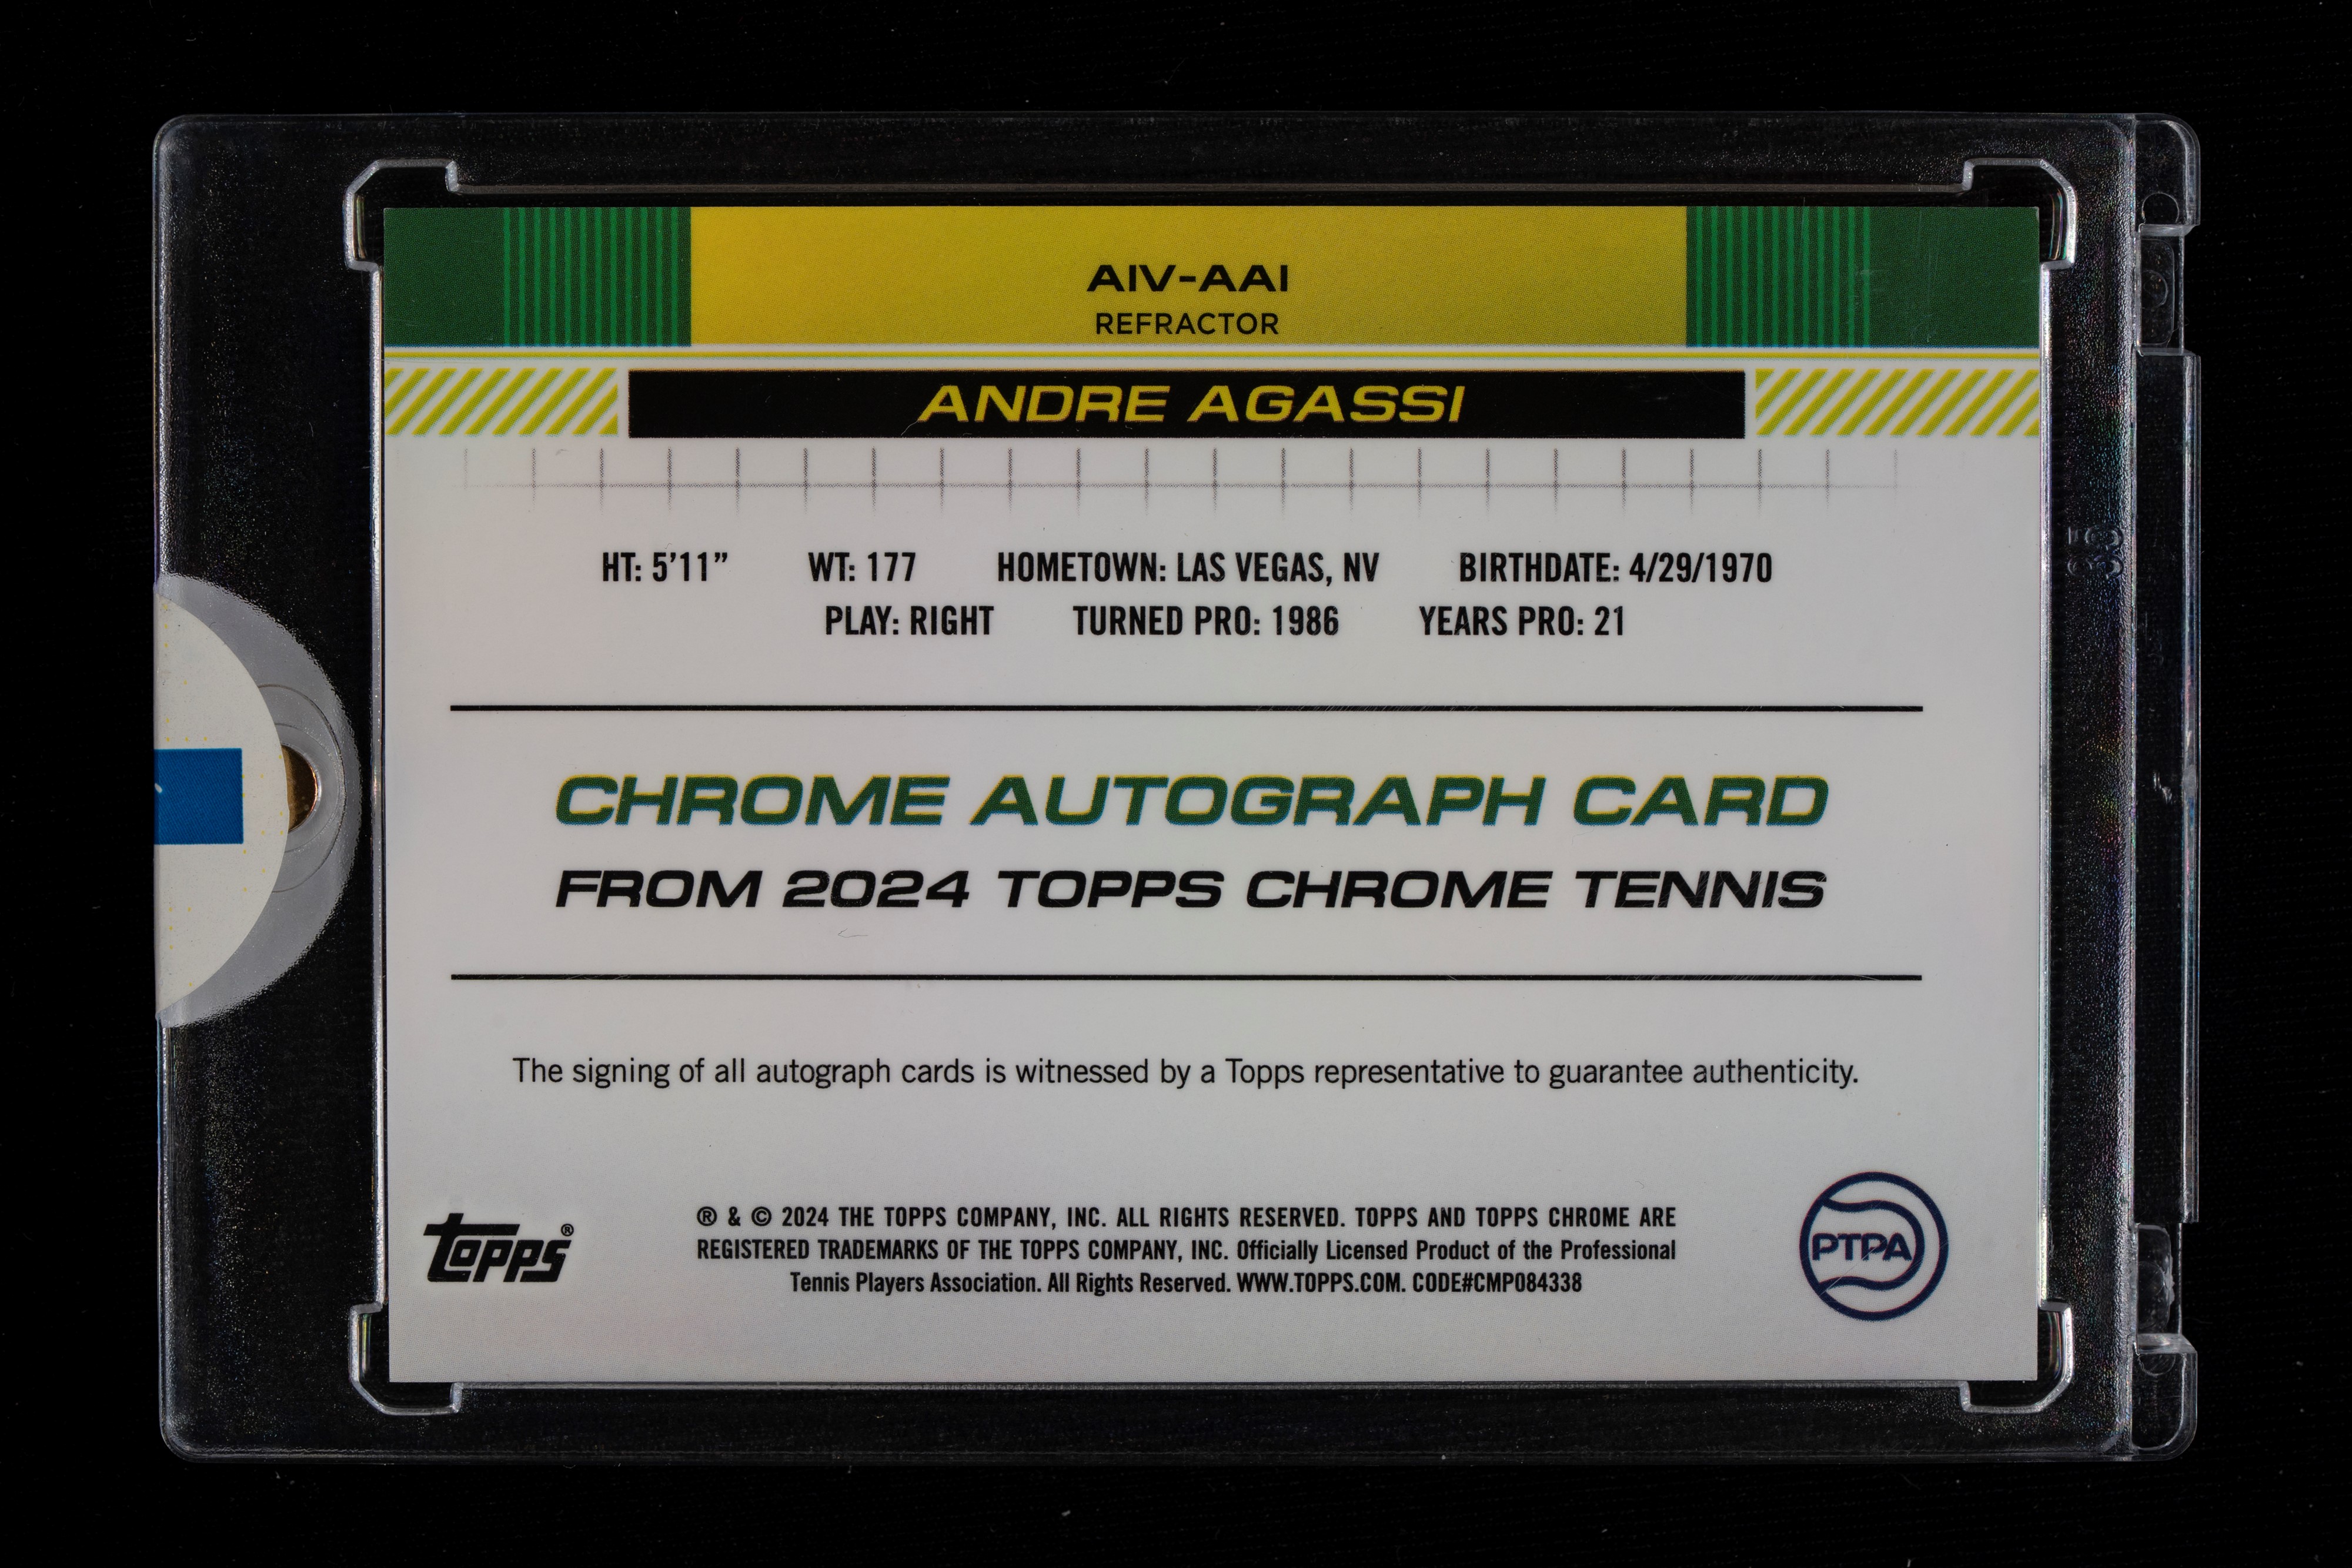 AIV-AAI
REFRACTOR
ANDRE AGASSI
HT: 5'11” WT: 177 HOMETOWN: LAS VEGAS, NV BIRTHDATE: 4/29/1970
PLAY: RIGHT TURNED PRO: 1986 YEARS PRO: 21
CHROME AUTOGRAPH CARD
FROM 2024 TOPPS CHROME TENNIS
The signing of all autograph cards is witnessed by a Topps representative to guarantee authenticity.
topps®
® & © 2024 THE TOPPS COMPANY, INC. ALL RIGHTS RESERVED. TOPPS AND TOPPS CHROME ARE
REGISTERED TRADEMARKS OF THE TOPPS COMPANY, INC. Officially Licensed Product of the Professional
Tennis Players Association. All Rights Reserved. WWW.TOPPS.COM. CODE#CMP084338
PTPA